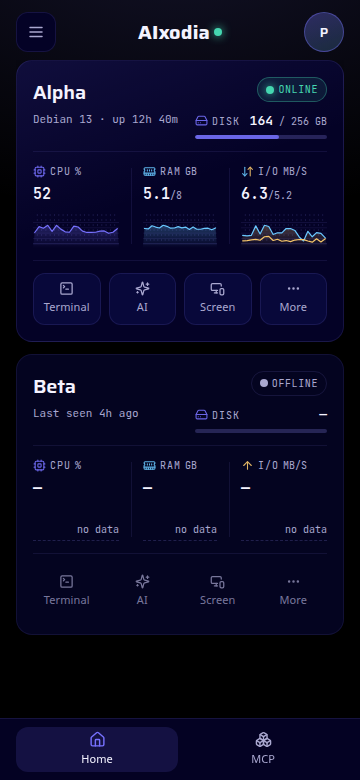 AIxodia
P
Alpha
ONLINE
Debian 13 · up 12h 40m
DISK 164 / 256 GB
CPU % RAM GB I/O MB/S
52 5.1/8 6.3/5.2
Terminal AI Screen More
Beta
OFFLINE
Last seen 4h ago
DISK —
CPU % RAM GB I/O MB/S
— — —
no data no data no data
Terminal AI Screen More
Home MCP